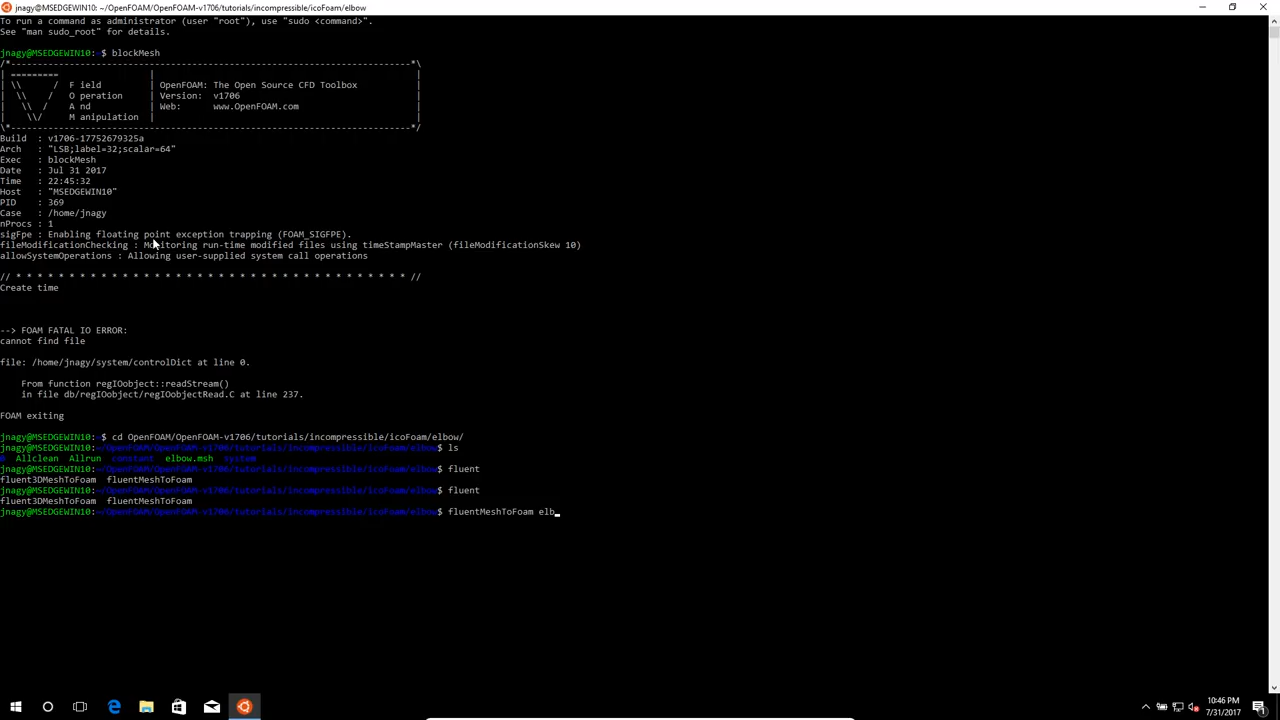 jnagy@MSEDGEWIN10: ~/OpenFOAM/OpenFOAM-v1706/tutorials/incompressible/icoFoam/elbow
To run a command as administrator (user "root"), use "sudo <command>".
See "man sudo_root" for details.
jnagy@MSEDGEWIN10:~$ blockMesh
/*---------------------------------------------------------------------------*\
| =========                 |                                                 |
| \\      /  F ield         | OpenFOAM: The Open Source CFD Toolbox           |
|  \\    /   O peration     | Version:  v1706                                 |
|   \\  /    A nd           | Web:      www.OpenFOAM.com                      |
|    \\/     M anipulation  |                                                 |
\*---------------------------------------------------------------------------*/
Build  : v1706-17752679325a
Arch   : "LSB;label=32;scalar=64"
Exec   : blockMesh
Date   : Jul 31 2017
Time   : 22:45:32
Host   : "MSEDGEWIN10"
PID    : 369
Case   : /home/jnagy
nProcs : 1
sigFpe : Enabling floating point exception trapping (FOAM_SIGFPE).
fileModificationChecking : Monitoring run-time modified files using timeStampMaster (fileModificationSkew 10)
allowSystemOperations : Allowing user-supplied system call operations
// * * * * * * * * * * * * * * * * * * * * * * * * * * * * * * * * * * * * * //
Create time
--> FOAM FATAL IO ERROR:
cannot find file
file: /home/jnagy/system/controlDict at line 0.
From function regIOobject::readStream()
in file db/regIOobject/regIOobjectRead.C at line 237.
FOAM exiting
jnagy@MSEDGEWIN10:~$ cd OpenFOAM/OpenFOAM-v1706/tutorials/incompressible/icoFoam/elbow/
jnagy@MSEDGEWIN10:~/OpenFOAM/OpenFOAM-v1706/tutorials/incompressible/icoFoam/elbow$ ls
0  Allclean  Allrun  constant  elbow.msh  system
jnagy@MSEDGEWIN10:~/OpenFOAM/OpenFOAM-v1706/tutorials/incompressible/icoFoam/elbow$ fluent
fluent3DMeshToFoam  fluentMeshToFoam
jnagy@MSEDGEWIN10:~/OpenFOAM/OpenFOAM-v1706/tutorials/incompressible/icoFoam/elbow$ fluent
fluent3DMeshToFoam  fluentMeshToFoam
jnagy@MSEDGEWIN10:~/OpenFOAM/OpenFOAM-v1706/tutorials/incompressible/icoFoam/elbow$ fluentMeshToFoam elb_
10:46 PM
7/31/2017